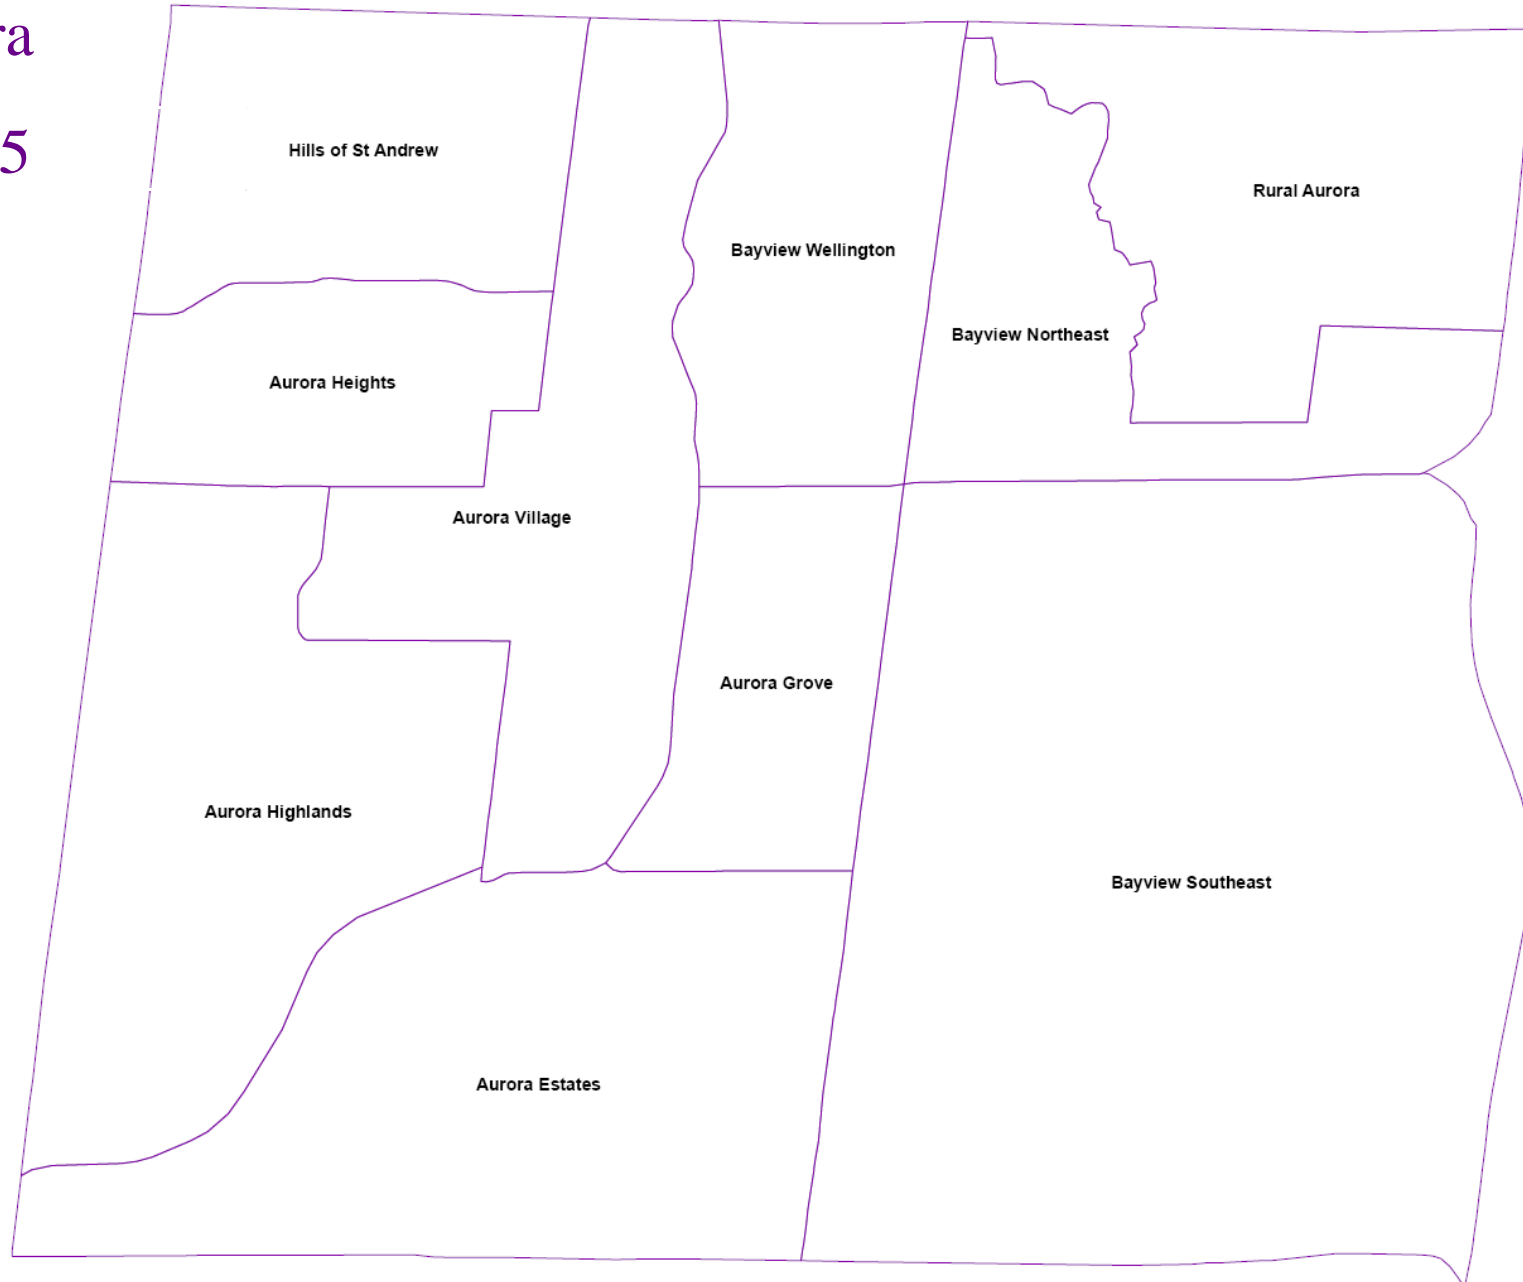 ra
5
Hills of St Andrew
Rural Aurora
Bayview Wellington
Bayview Northeast
Aurora Heights
Aurora Village
Aurora Grove
Aurora Highlands
Bayview Southeast
Aurora Estates